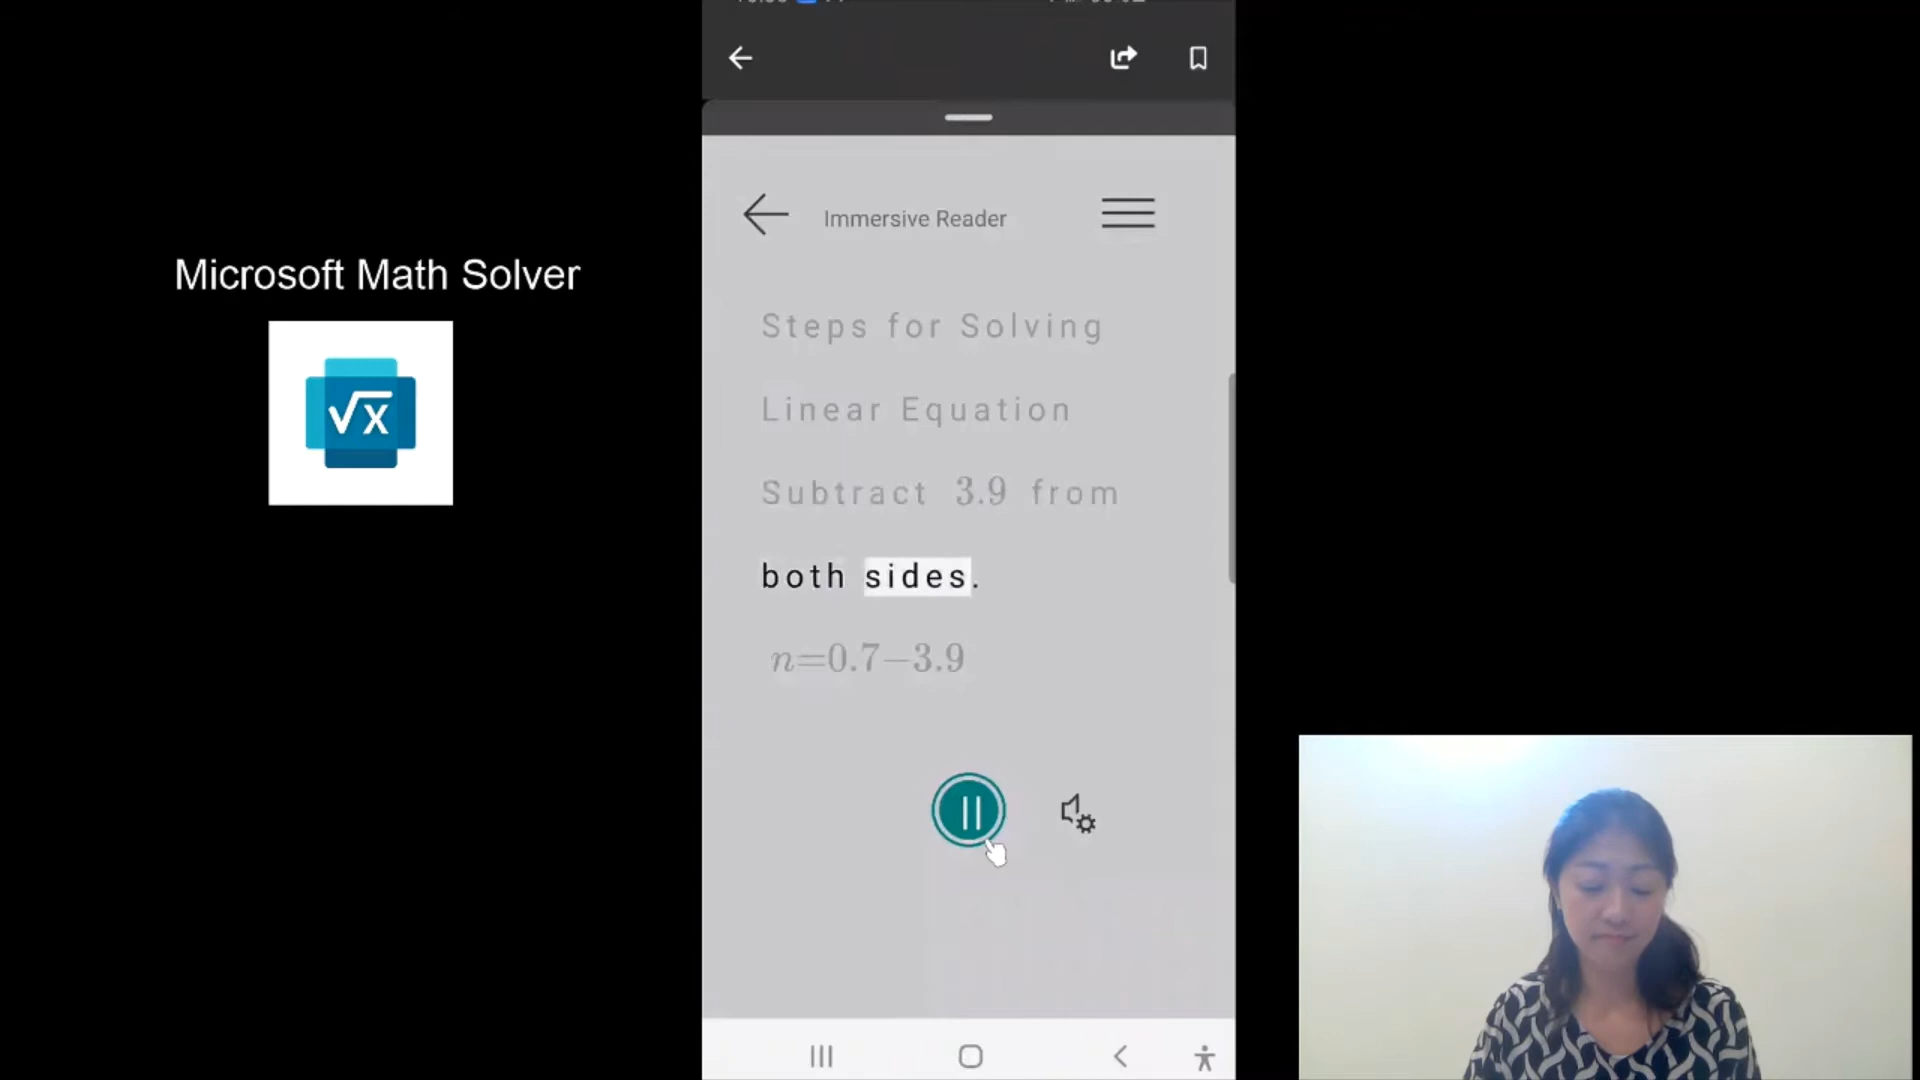 Microsoft Math Solver
√x
Immersive Reader
Steps for Solving
Linear Equation
Subtract 3.9 from
both sides.
n=0.7−3.9